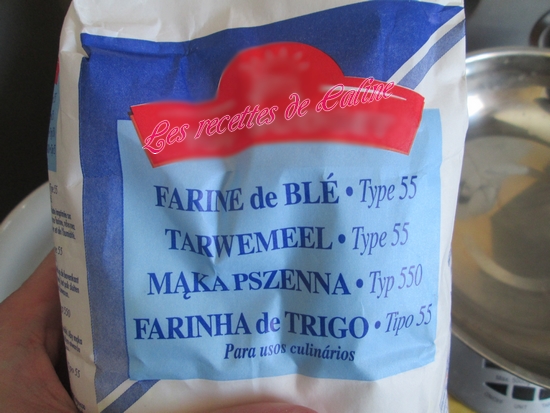 Les recettes de Laline
FARINE de BLÉ • Type 55
TARWEMEEL • Type 55
MĄKA PSZENNA • Typ 550
FARINHA de TRIGO • Tipo 55
Para usos culinários